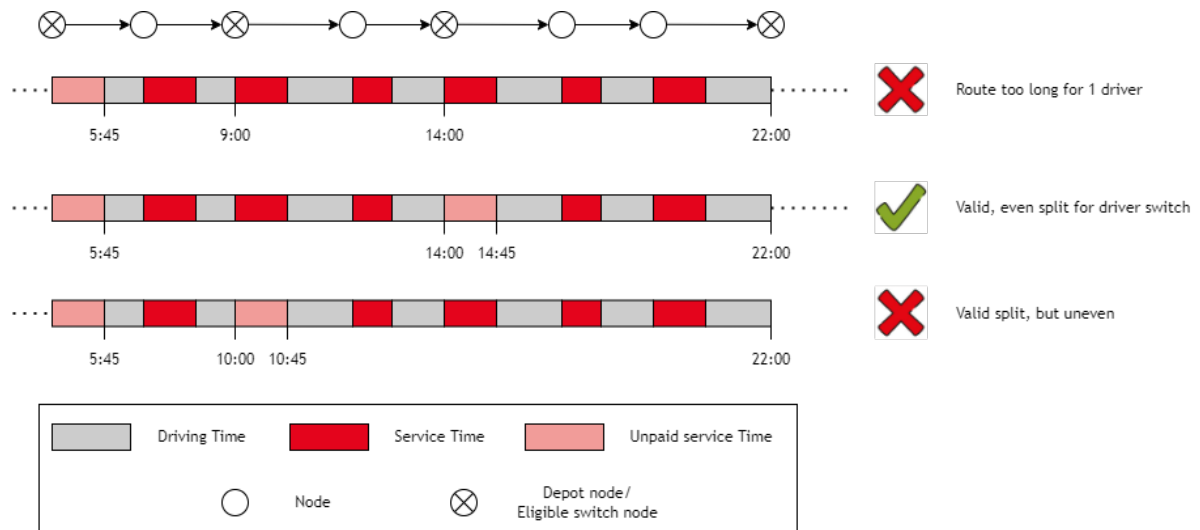 Route too long for 1 driver
5:45 9:00 14:00 22:00
Valid, even split for driver switch
5:45 14:00 14:45 22:00
Valid split, but uneven
5:45 10:00 10:45 22:00
Driving Time Service Time Unpaid service Time
Node Depot node/
Eligible switch node